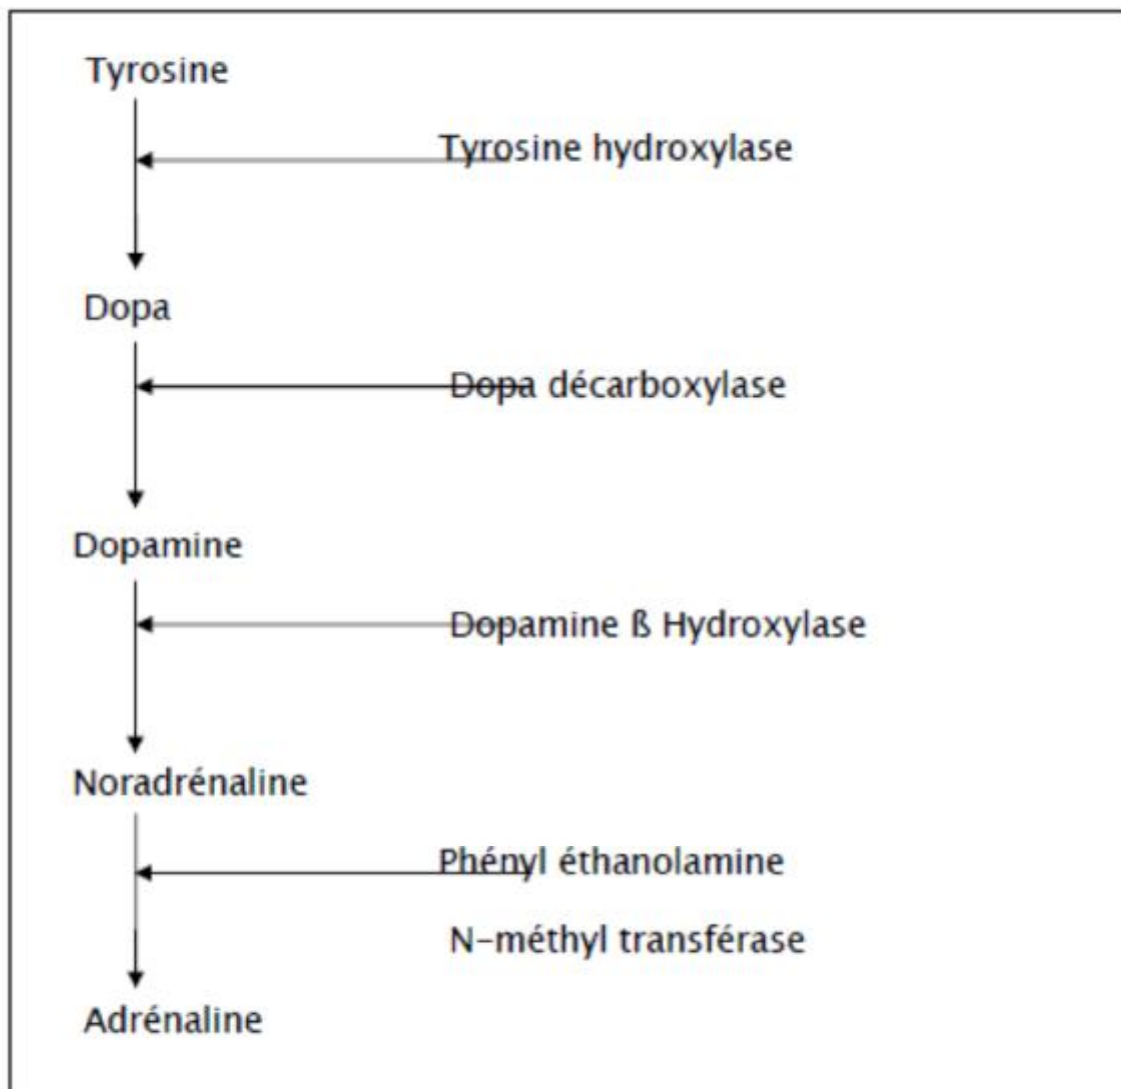 Tyrosine
Tyrosine hydroxylase
Dopa
Dopa décarboxylase
Dopamine
Dopamine ß Hydroxylase
Noradrénaline
Phényl éthanolamine
N-méthyl transférase
Adrénaline